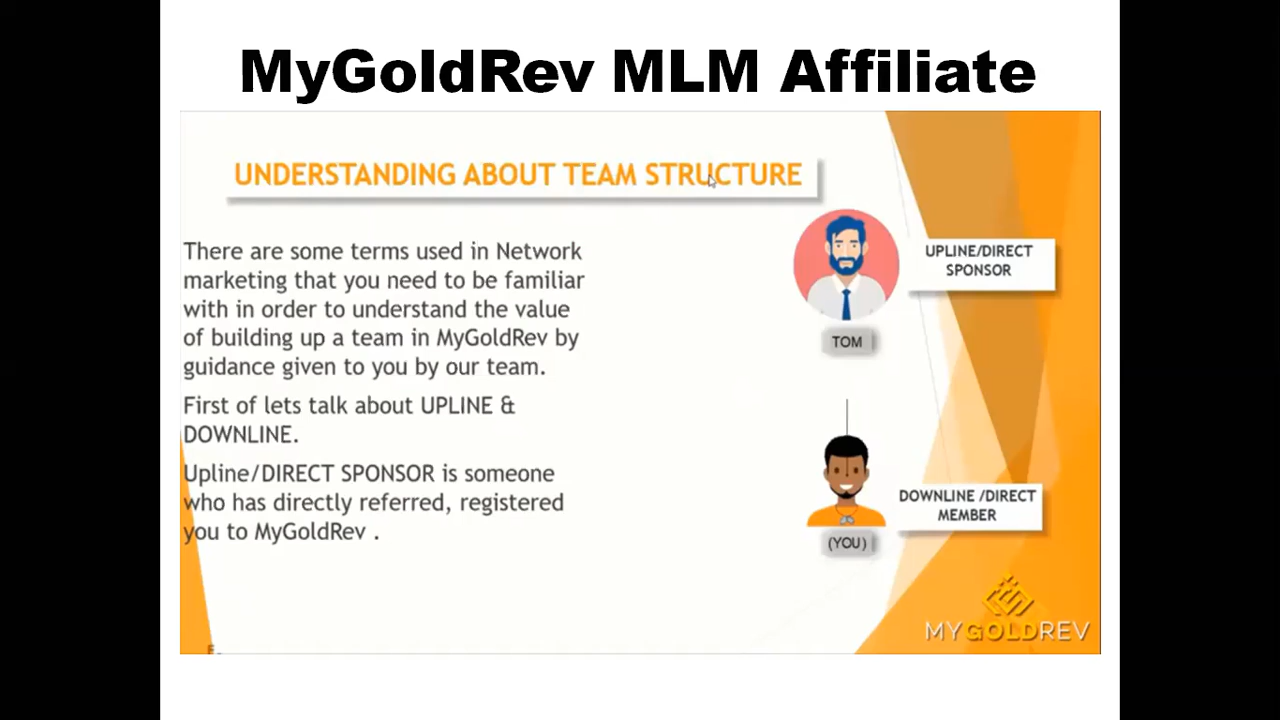 MyGoldRev MLM Affiliate
UNDERSTANDING ABOUT TEAM STRUCTURE
There are some terms used in Network
marketing that you need to be familiar
with in order to understand the value
of building up a team in MyGoldRev by
guidance given to you by our team.
First of lets talk about UPLINE &
DOWNLINE.
Upline/DIRECT SPONSOR is someone
who has directly referred, registered
you to MyGoldRev .
UPLINE/DIRECT
SPONSOR
TOM
DOWNLINE /DIRECT
MEMBER
(YOU)
MYGOLDREV